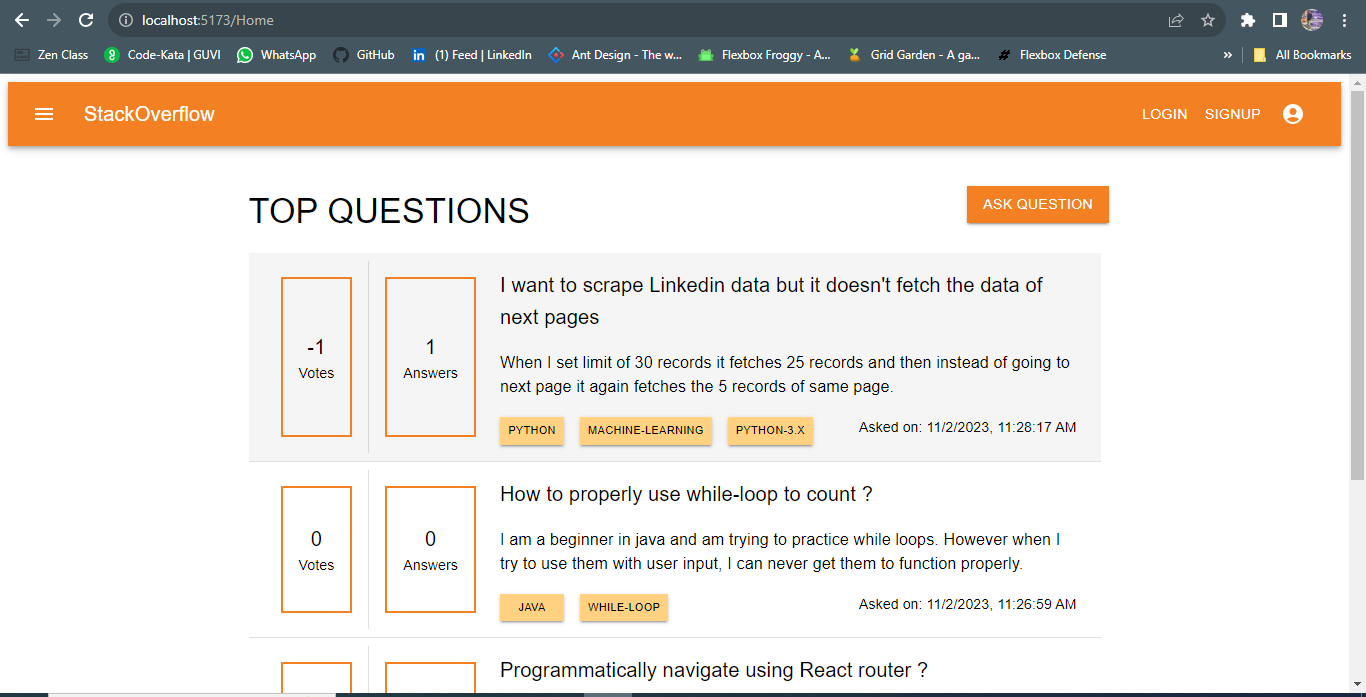 localhost:5173/Home
Zen Class
Code-Kata | GUVI
WhatsApp
GitHub
(1) Feed | LinkedIn
Ant Design - The w...
Flexbox Froggy - A...
Grid Garden - A ga...
Flexbox Defense
»
All Bookmarks
StackOverflow
LOGIN
SIGNUP
TOP QUESTIONS
ASK QUESTION
-1
Votes
1
Answers
I want to scrape Linkedin data but it doesn't fetch the data of
next pages
When I set limit of 30 records it fetches 25 records and then instead of going to
next page it again fetches the 5 records of same page.
PYTHON
MACHINE-LEARNING
PYTHON-3.X
Asked on: 11/2/2023, 11:28:17 AM
0
Votes
0
Answers
How to properly use while-loop to count ?
I am a beginner in java and am trying to practice while loops. However when I
try to use them with user input, I can never get them to function properly.
JAVA
WHILE-LOOP
Asked on: 11/2/2023, 11:26:59 AM
Programmatically navigate using React router ?